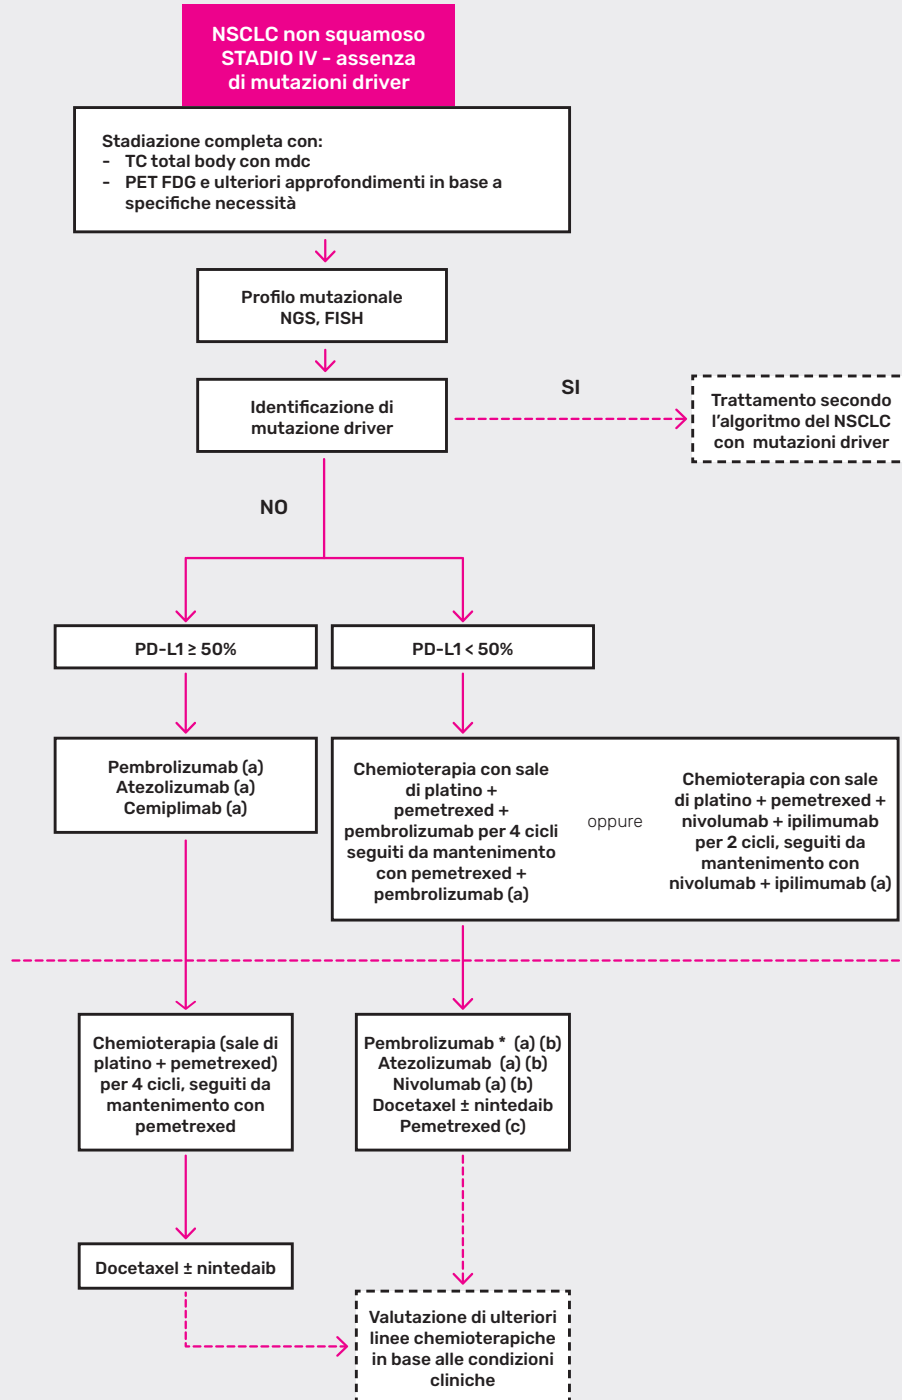 NSCLC non squamoso
STADIO IV - assenza
di mutazioni driver
Stadiazione completa con:
- TC total body con mdc
- PET FDG e ulteriori approfondimenti in base a
specifiche necessità
Profilo mutazionale
NGS, FISH
Identificazione di
mutazione driver
SI
Trattamento secondo
l'algoritmo del NSCLC
con mutazioni driver
NO
PD-L1 ≥ 50%
PD-L1 < 50%
Pembrolizumab (a)
Atezolizumab (a)
Cemiplimab (a)
Chemioterapia con sale
di platino +
pemetrexed +
pembrolizumab per 4 cicli
seguiti da mantenimento
con pemetrexed +
pembrolizumab (a)
oppure
Chemioterapia con sale
di platino + pemetrexed +
nivolumab + ipilimumab
per 2 cicli, seguiti da
mantenimento con
nivolumab + ipilimumab (a)
Chemioterapia (sale di
platino + pemetrexed)
per 4 cicli, seguiti da
mantenimento con
pemetrexed
Pembrolizumab * (a) (b)
Atezolizumab (a) (b)
Nivolumab (a) (b)
Docetaxel ± nintedaib
Pemetrexed (c)
Docetaxel ± nintedaib
Valutazione di ulteriori
linee chemioterapiche
in base alle condizioni
cliniche